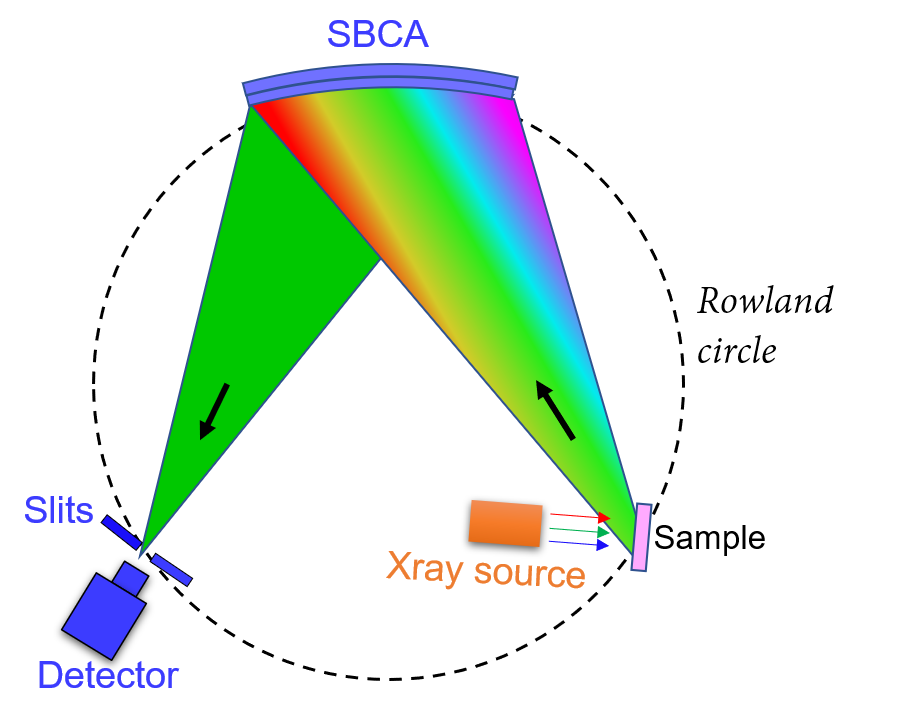 SBCA
Rowland
circle
Slits
Sample
Xray source
Detector